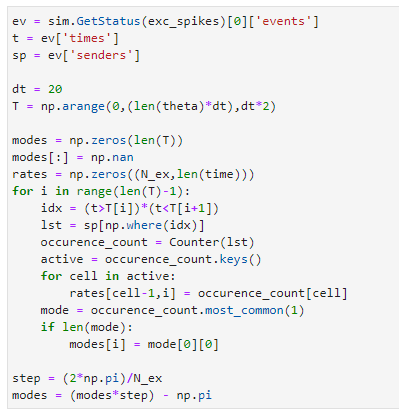 ev = sim.GetStatus(exc_spikes)[0]['events']
t = ev['times']
sp = ev['senders']
dt = 20
T = np.arange(0,(len(theta)*dt),dt*2)
modes = np.zeros(len(T))
modes[:] = np.nan
rates = np.zeros((N_ex,len(time)))
for i in range(len(T)-1):
    idx = (t>T[i])*(t<T[i+1])
    lst = sp[np.where(idx)]
    occurence_count = Counter(lst)
    active = occurence_count.keys()
    for cell in active:
        rates[cell-1,i] = occurence_count[cell]
    mode = occurence_count.most_common(1)
    if len(mode):
        modes[i] = mode[0][0]
step = (2*np.pi)/N_ex
modes = (modes*step) - np.pi